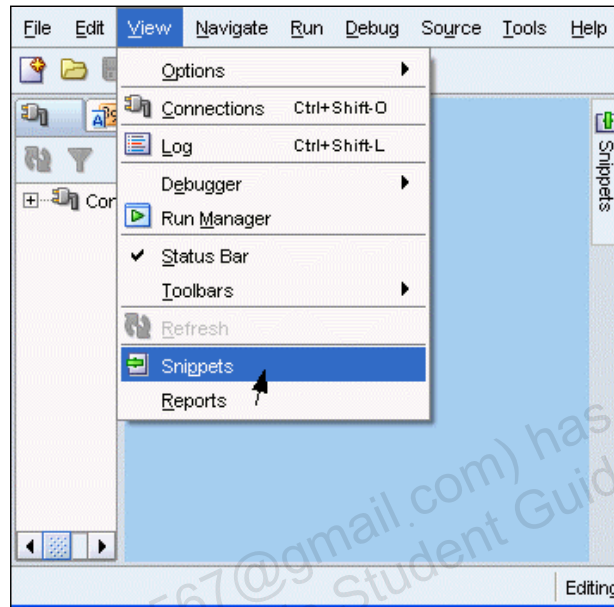 File Edit View Navigate Run Debug Source Tools Help
Options
Connections Ctrl+Shift-O
Log Ctrl+Shift-L
Debugger
Run Manager
Status Bar
Toolbars
Refresh
Snippets
Reports
Cor
Snippets
567@gmail.com) has
Student Guid
Editing